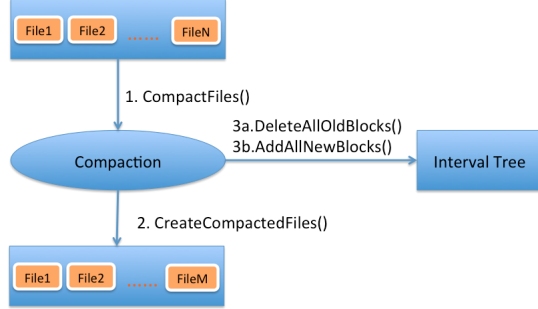 File1 File2 ...... FileN
1. CompactFiles()
3a.DeleteAllOldBlocks()
3b.AddAllNewBlocks()
Compaction
Interval Tree
2. CreateCompactedFiles()
File1 File2 ...... FileM